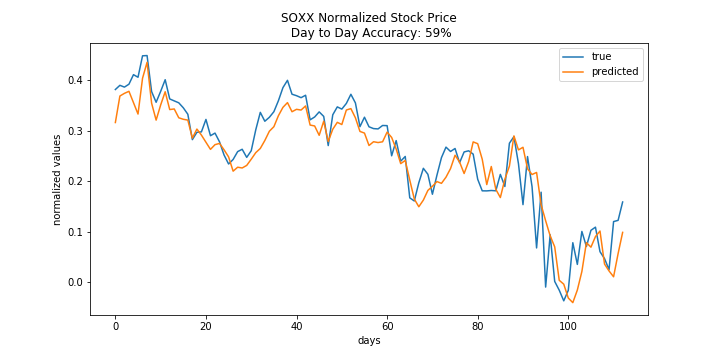 SOXX Normalized Stock Price
Day to Day Accuracy: 59%
true
predicted
normalized values
0.4
0.3
0.2
0.1
0.0
0 20 40 60 80 100
days